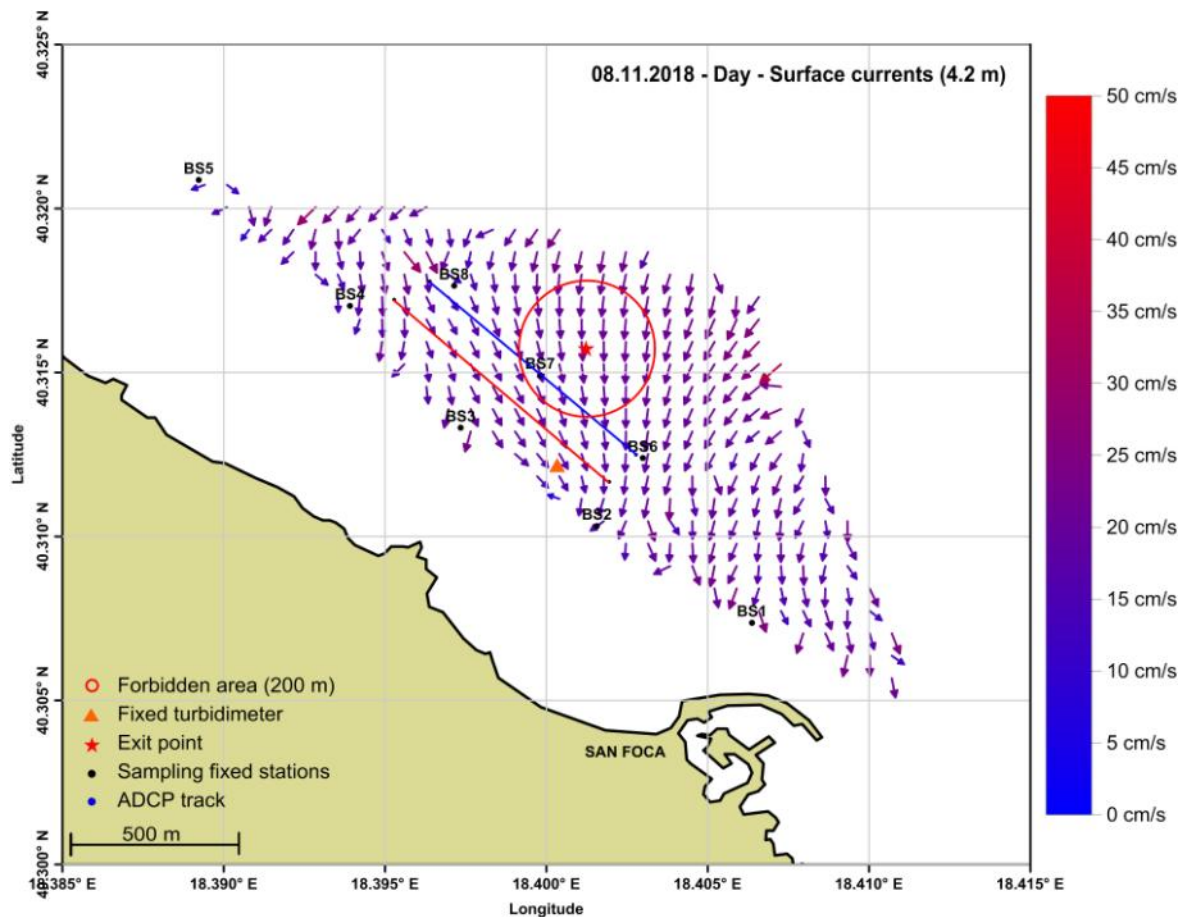 08.11.2018 - Day - Surface currents (4.2 m)
40.325° N
40.320° N
40.315° N
40.310° N
40.305° N
40.300° N
Latitude
BS5
BS8
BS4
BS7
BS3
BS6
BS2
BS1
SAN FOCA
Forbidden area (200 m)
Fixed turbidimeter
Exit point
Sampling fixed stations
ADCP track
500 m
18.385° E
18.390° E
18.395° E
18.400° E
18.405° E
18.410° E
18.415° E
Longitude
50 cm/s
45 cm/s
40 cm/s
35 cm/s
30 cm/s
25 cm/s
20 cm/s
15 cm/s
10 cm/s
5 cm/s
0 cm/s